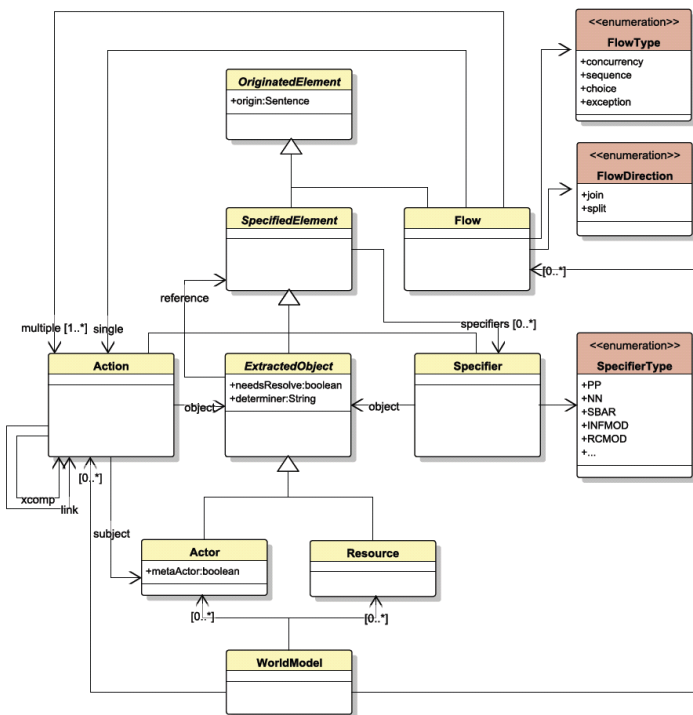 <<enumeration>>
FlowType
+concurrency
+sequence
+choice
+exception
OriginatedElement
+origin:Sentence
<<enumeration>>
FlowDirection
+join
+split
SpecifiedElement
Flow
[0..*]
reference
multiple [1..*] single
specifiers [0..*]
<<enumeration>>
SpecifierType
+PP
+NN
+SBAR
+INFMOD
+RCMOD
+...
Action
ExtractedObject
+needsResolve:boolean
+determiner:String
Specifier
object
object
[0..*]
xcomp
link
subject
Actor
+metaActor:boolean
Resource
[0..*]
[0..*]
WorldModel